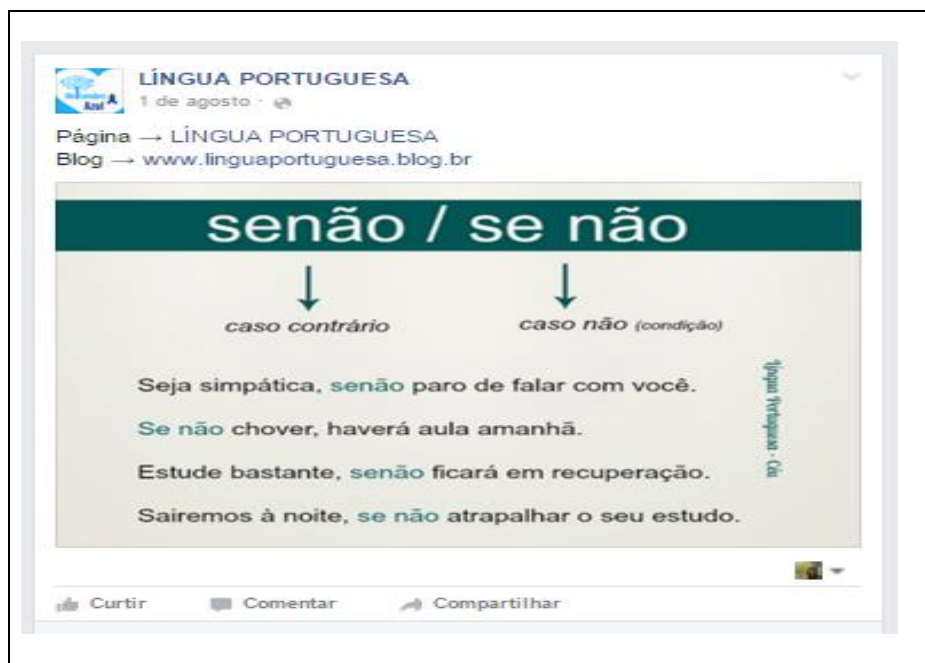 LÍNGUA PORTUGUESA
1 de agosto ·
Página → LÍNGUA PORTUGUESA
Blog → www.linguaportuguesa.blog.br
senão / se não
caso contrário
caso não (condição)
Seja simpática, senão paro de falar com você.
Se não chover, haverá aula amanhã.
Estude bastante, senão ficará em recuperação.
Sairemos à noite, se não atrapalhar o seu estudo.
Língua Portuguesa -
Curtir Comentar Compartilhar